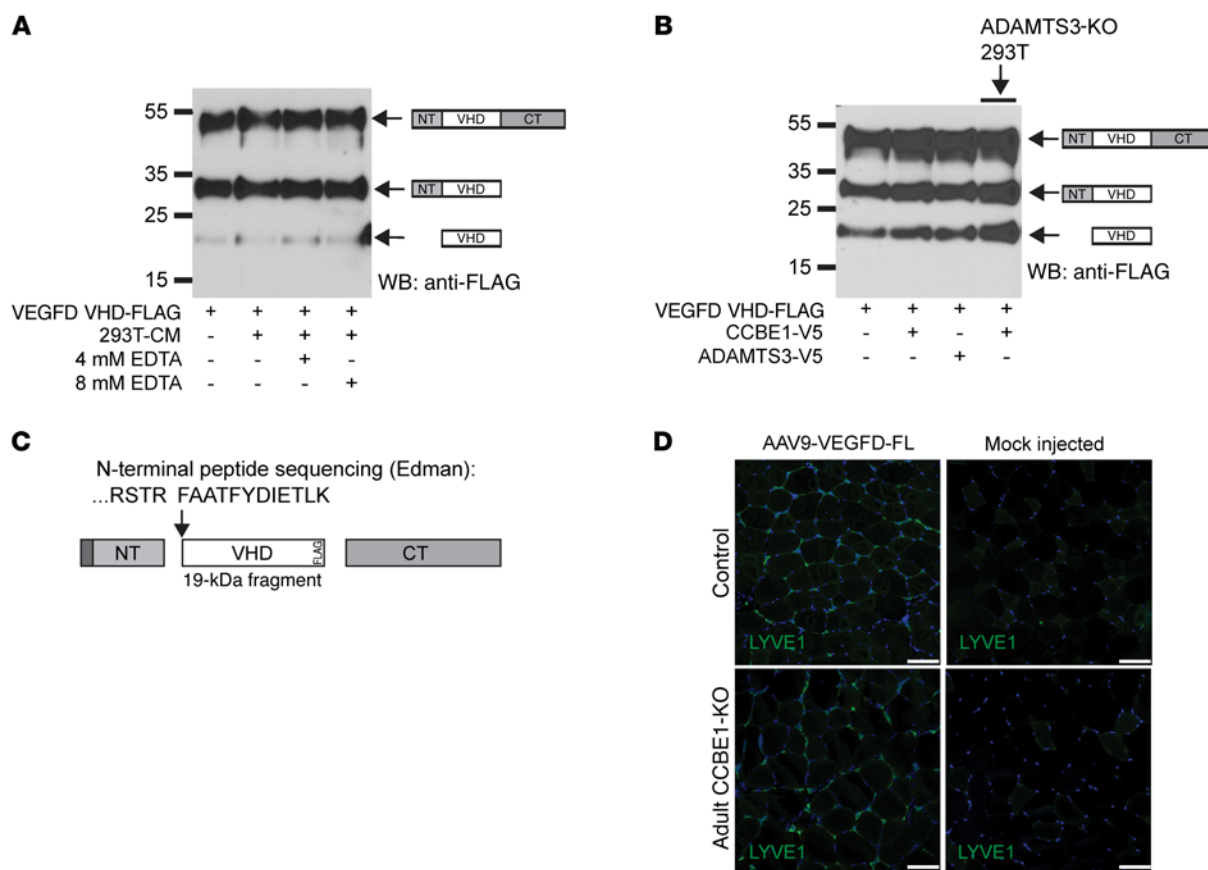 A
55
35
25
15
NT VHD CT
NT VHD
VHD
WB: anti-FLAG
VEGFD VHD-FLAG + + + +
293T-CM - + + +
4 mM EDTA - - + -
8 mM EDTA - - - +
B
ADAMTS3-KO
293T
55
35
25
15
NT VHD CT
NT VHD
VHD
WB: anti-FLAG
VEGFD VHD-FLAG + + + +
CCBE1-V5 - + - +
ADAMTS3-V5 - - + -
C
N-terminal peptide sequencing (Edman):
...RSTR FAATFYDIETLK
NT VHD FLAG CT
19-kDa fragment
D
AAV9-VEGFD-FL Mock injected
Control
LYVE1 LYVE1
Adult CCBE1-KO
LYVE1 LYVE1